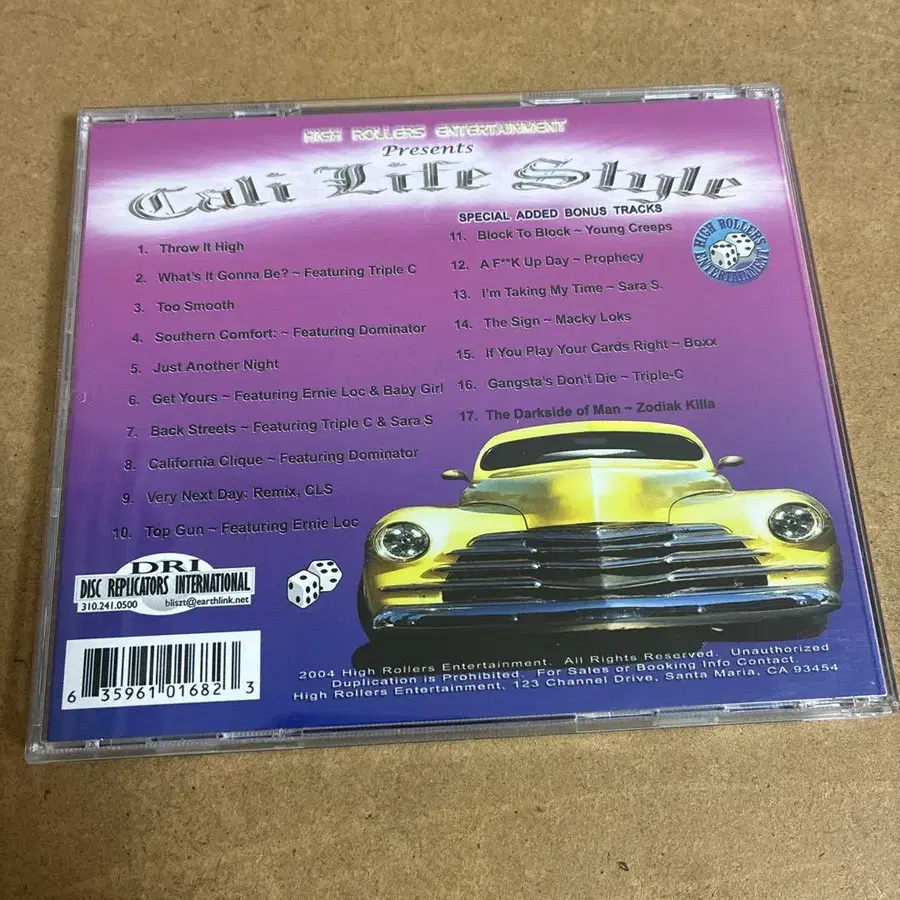 HIGH ROLLERS ENTERTAINMENT
Presents
Cali Life Style
1. Throw It High
2. What's It Gonna Be? ~ Featuring Triple C
3. Too Smooth
4. Southern Comfort: ~ Featuring Dominator
5. Just Another Night
6. Get Yours ~ Featuring Ernie Loc & Baby Girl
7. Back Streets ~ Featuring Triple C & Sara S
8. California Clique ~ Featuring Dominator
9. Very Next Day: Remix, CLS
10. Top Gun ~ Featuring Ernie Loc
SPECIAL ADDED BONUS TRACKS
11. Block To Block ~ Young Creeps
12. A F**K Up Day ~ Prophecy
13. I'm Taking My Time ~ Sara S.
14. The Sign ~ Macky Loks
15. If You Play Your Cards Right ~ Boxx
16. Gangsta's Don't Die ~ Triple-C
17. The Darkside of Man ~ Zodiak Killa
HIGH ROLLERS
ENTERTAINMENT
DRI
DISC REPLICATORS INTERNATIONAL
310.241.0500 bliszt@earthlink.net
6 35961 01682 3
2004 High Rollers Entertainment. All Rights Reserved. Unauthorized
Duplication is Prohibited. For Sales or Booking Info Contact.
High Rollers Entertainment, 123 Channel Drive, Santa Maria, CA 93454